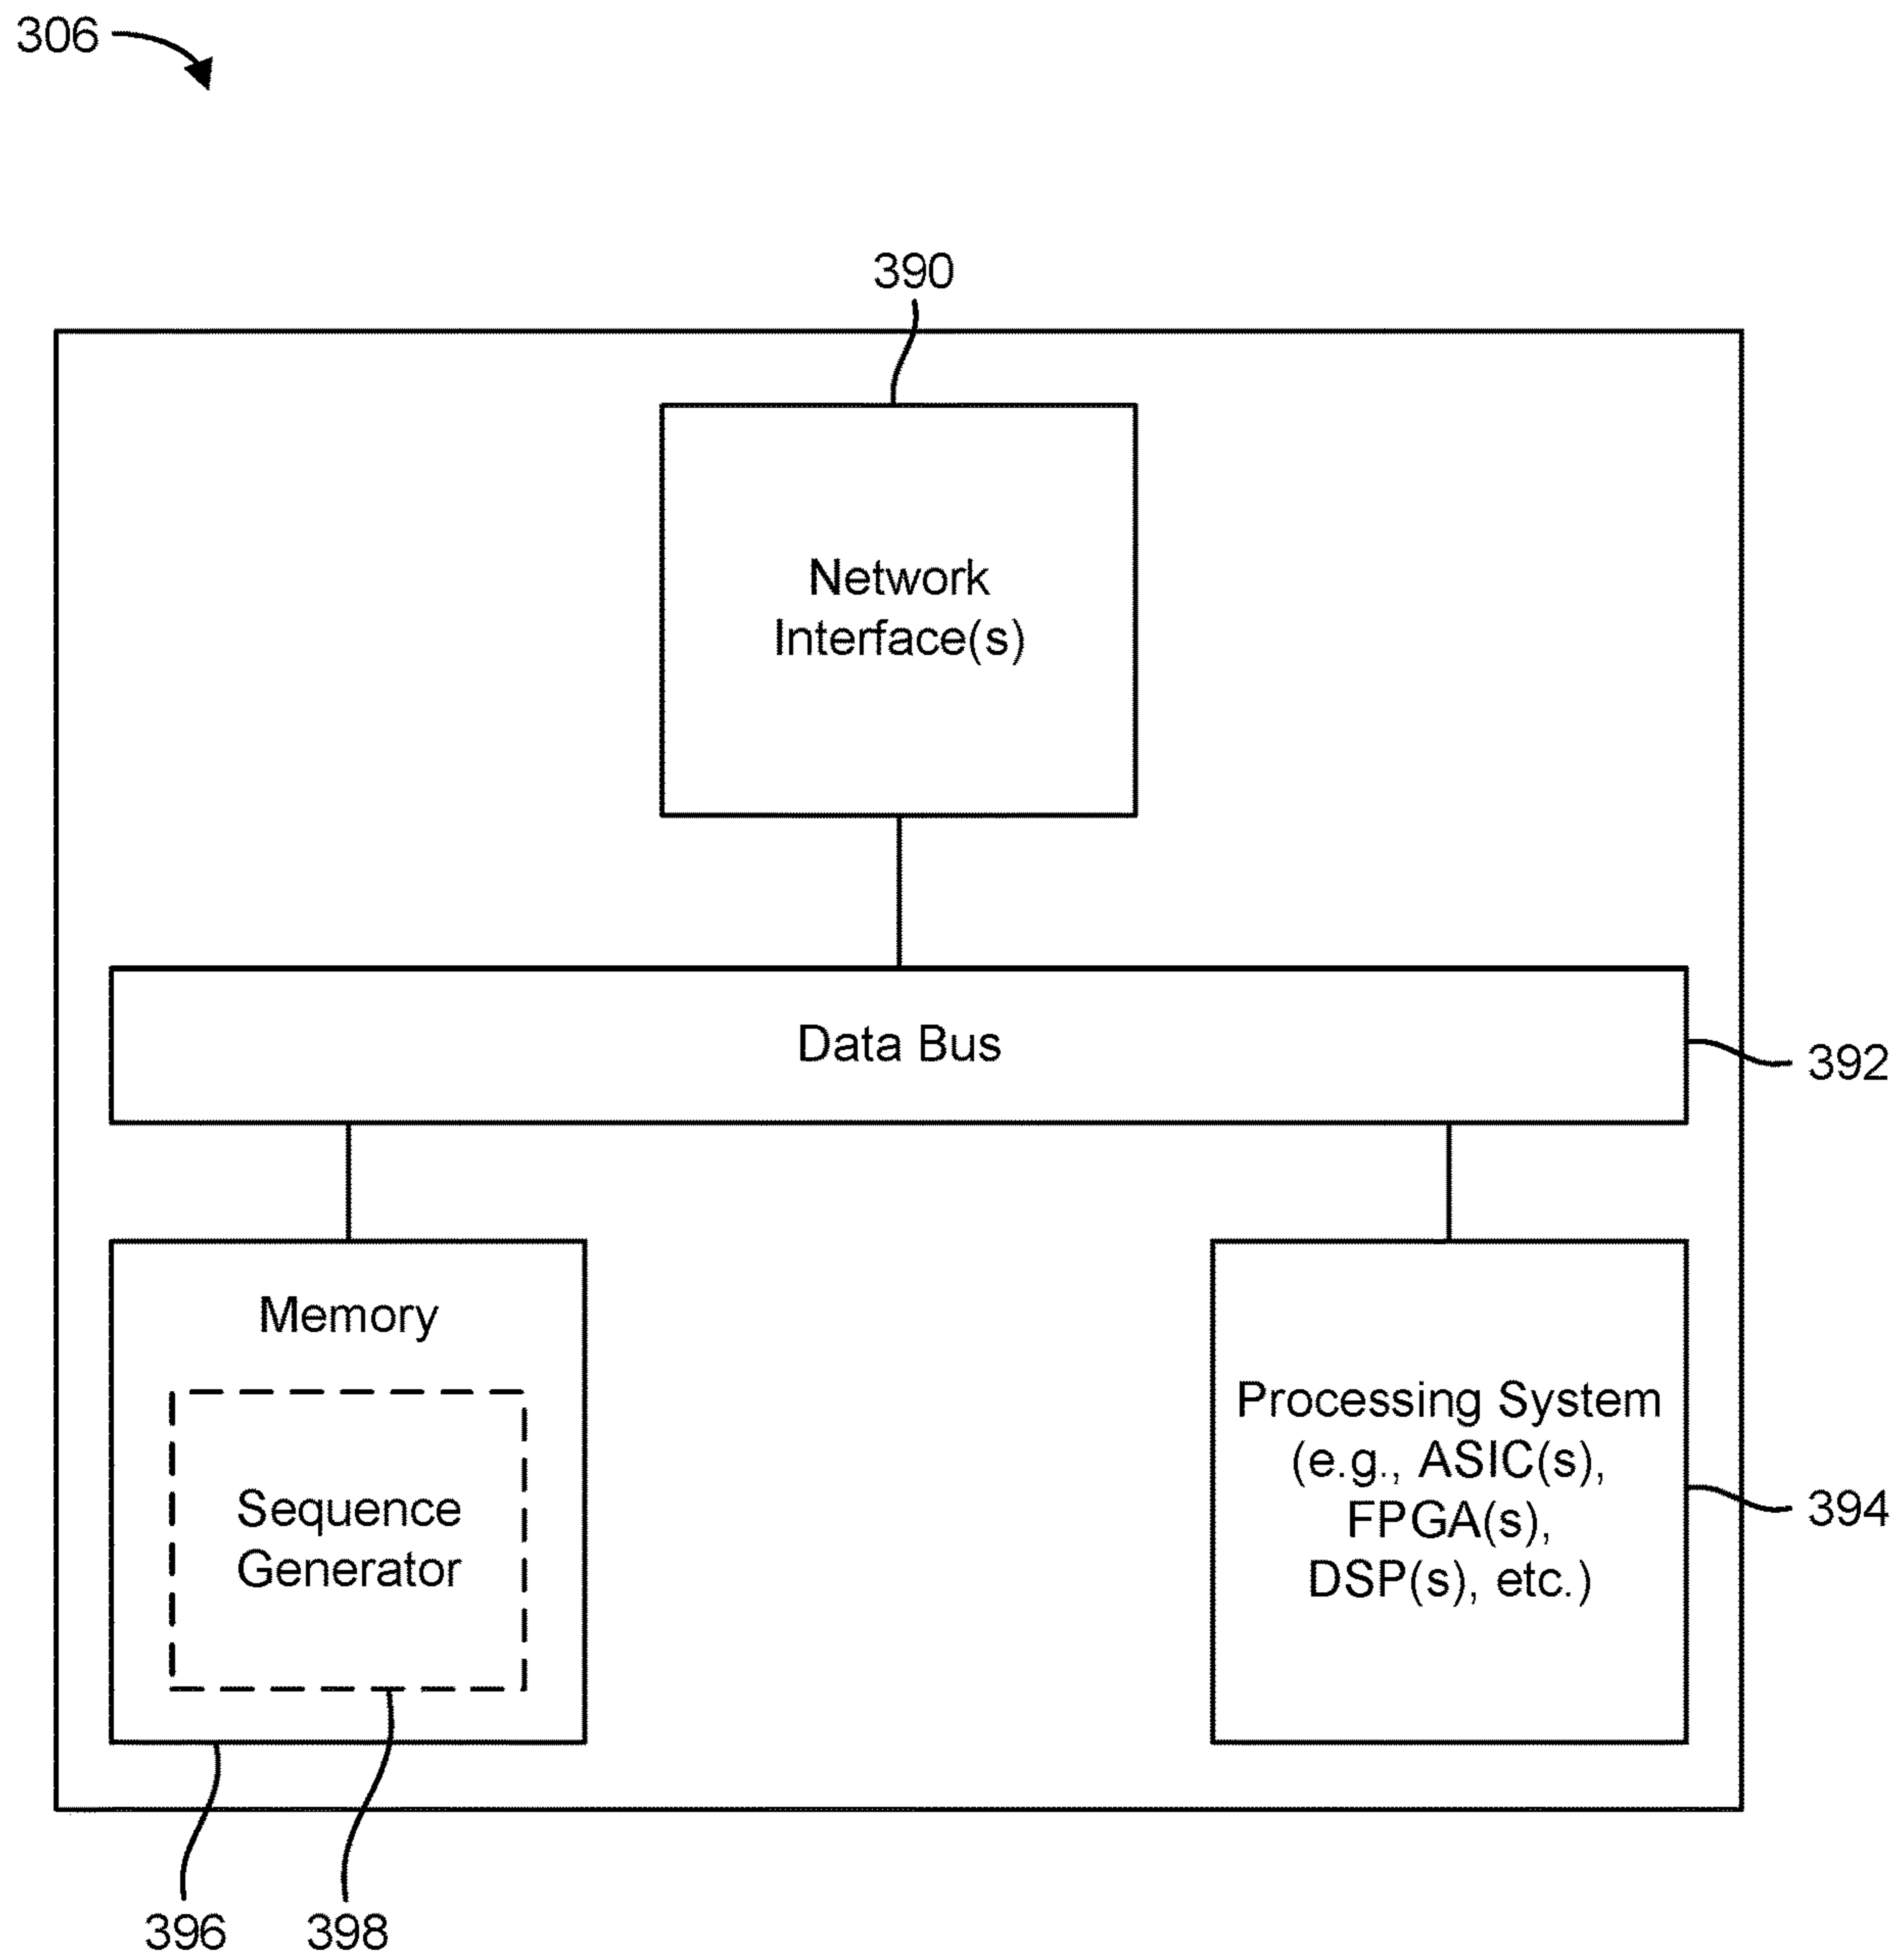 306
390
Network
Interface(s)
Data Bus
392
Memory
Sequence
Generator
Processing System
(e.g., ASIC(s),
FPGA(s),
DSP(s), etc.)
394
396
398